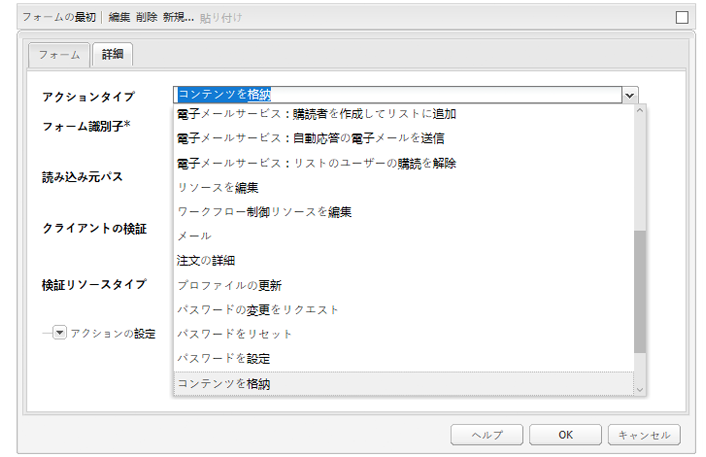 フォームの最初 編集 削除 新規... 貼り付け
フォーム 詳細
アクションタイプ コンテンツを格納
フォーム識別子*
読み込み元パス
クライアントの検証
検証リソースタイプ
アクションの設定
電子メールサービス：購読者を作成してリストに追加
電子メールサービス：自動応答の電子メールを送信
電子メールサービス：リストのユーザーの購読を解除
リソースを編集
ワークフロー制御リソースを編集
メール
注文の詳細
プロファイルの更新
パスワードの変更をリクエスト
パスワードをリセット
パスワードを設定
コンテンツを格納
ヘルプ OK キャンセル